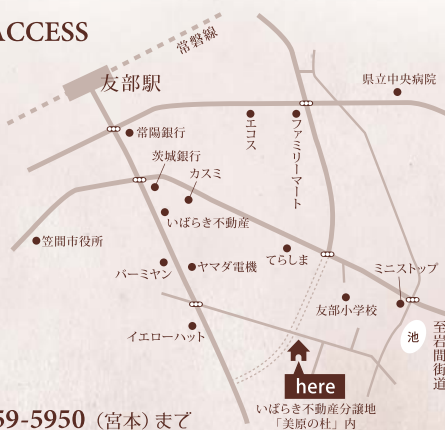 ACCESS
常磐線
友部駅
県立中央病院
エコス
ファミリーマート
常陽銀行
茨城銀行
カスミ
いばらき不動産
笠間市役所
てらしま
ヤマダ電機
バーミヤン
ミニストップ
友部小学校
イエローハット
池
至岩間街道
here
いばらき不動産分譲地
「美原の杜」内
59-5950（宮本）まで